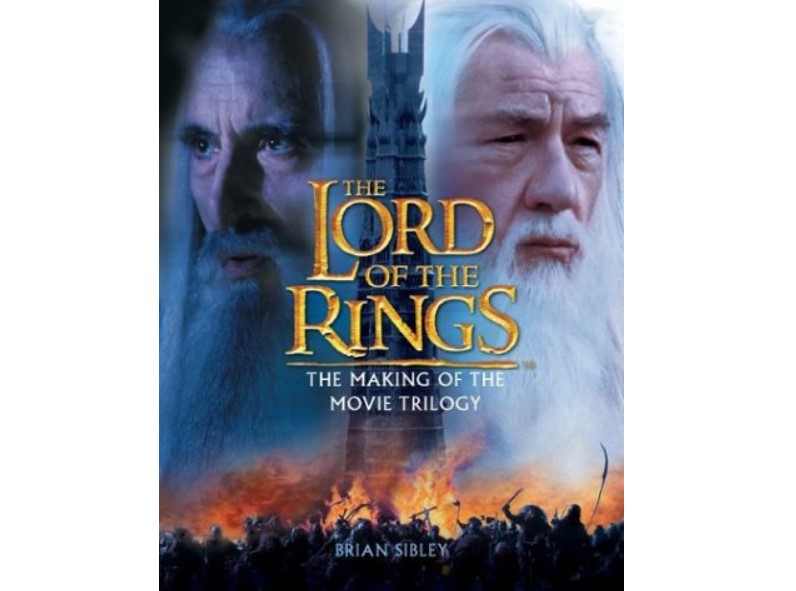 THE
LORD
OF THE
RINGS
THE MAKING OF THE
MOVIE TRILOGY
BRIAN SIBLEY